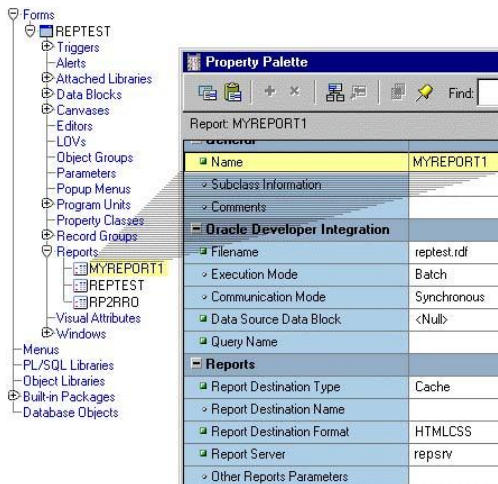 Forms
REPTEST
Triggers
Alerts
Attached Libraries
Data Blocks
Canvases
Editors
LOVs
Object Groups
Parameters
Popup Menus
Program Units
Property Classes
Record Groups
Reports
MYREPORT1
REPTEST
RP2RRO
Visual Attributes
Windows
Menus
PL/SQL Libraries
Object Libraries
Built-in Packages
Database Objects
Property Palette
Find:
Report: MYREPORT1
General
Name MYREPORT1
Subclass Information
Comments
Oracle Developer Integration
Filename reptest.rdf
Execution Mode Batch
Communication Mode Synchronous
Data Source Data Block <Null>
Query Name
Reports
Report Destination Type Cache
Report Destination Name
Report Destination Format HTMLCSS
Report Server repsrv
Other Reports Parameters